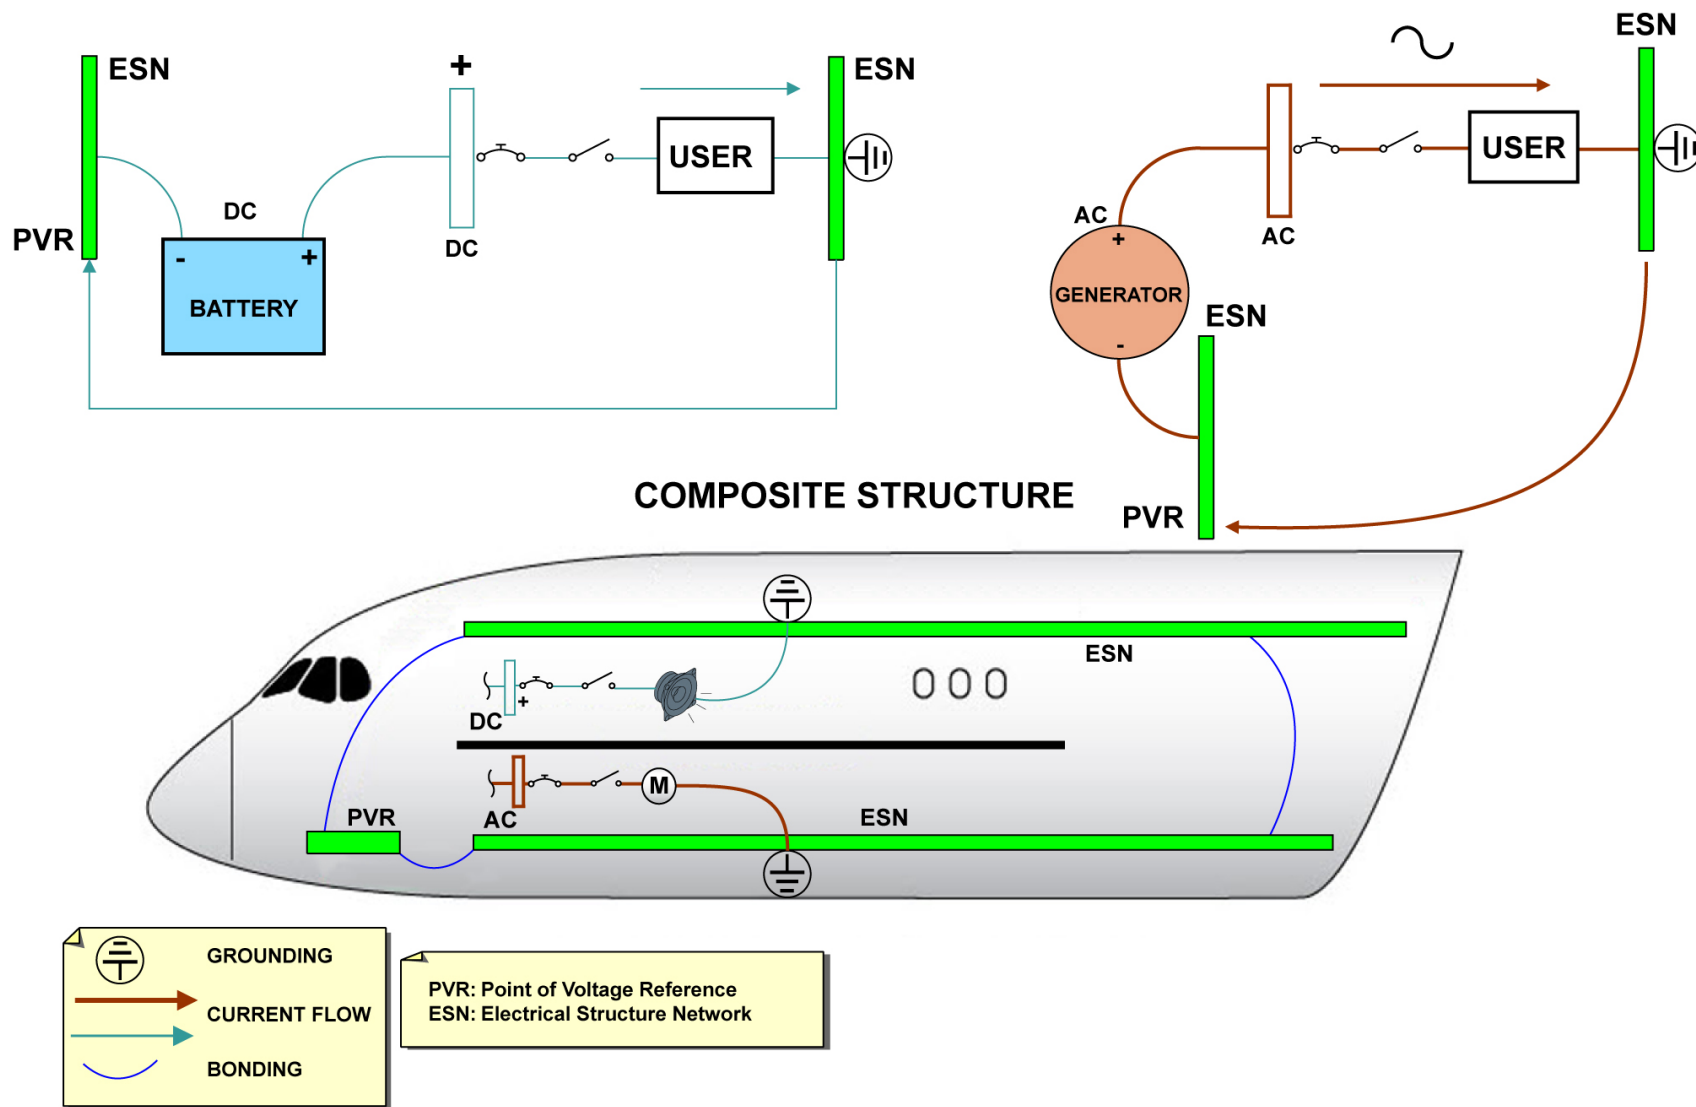 ESN
+
ESN
PVR
DC
DC
USER
-
+
BATTERY
ESN
AC
AC
USER
+
GENERATOR
-
ESN
PVR
COMPOSITE STRUCTURE
ESN
DC
+
M
PVR
AC
ESN
GROUNDING
CURRENT FLOW
BONDING
PVR: Point of Voltage Reference
ESN: Electrical Structure Network